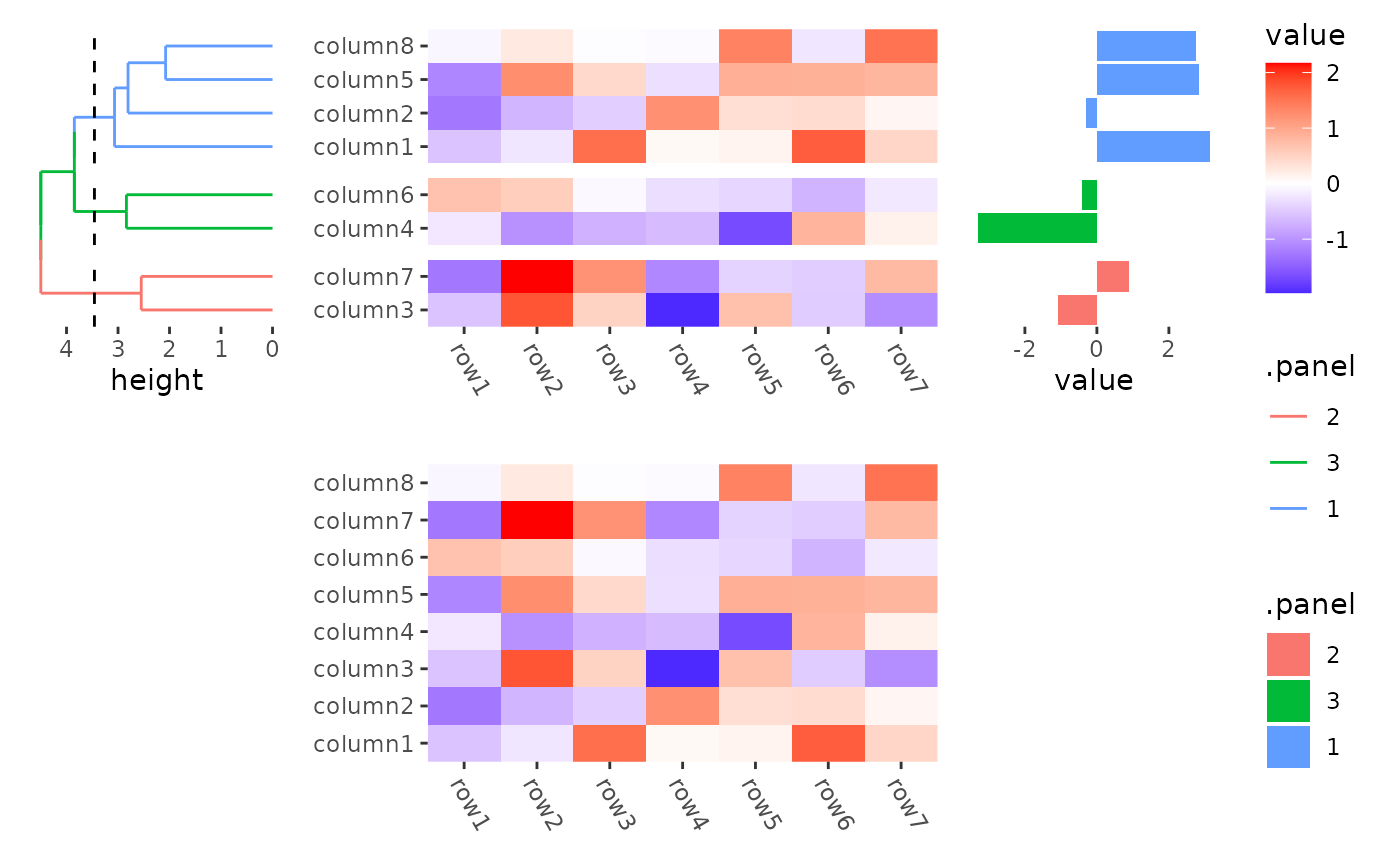 column8
column5
column2
column1
column6
column4
column7
column3
4 3 2 1 0
height
row1 row2 row3 row4 row5 row6 row7
-2 0 2
value
value
2
1
0
-1
.panel
2
3
1
column8
column7
column6
column5
column4
column3
column2
column1
row1 row2 row3 row4 row5 row6 row7
.panel
2
3
1